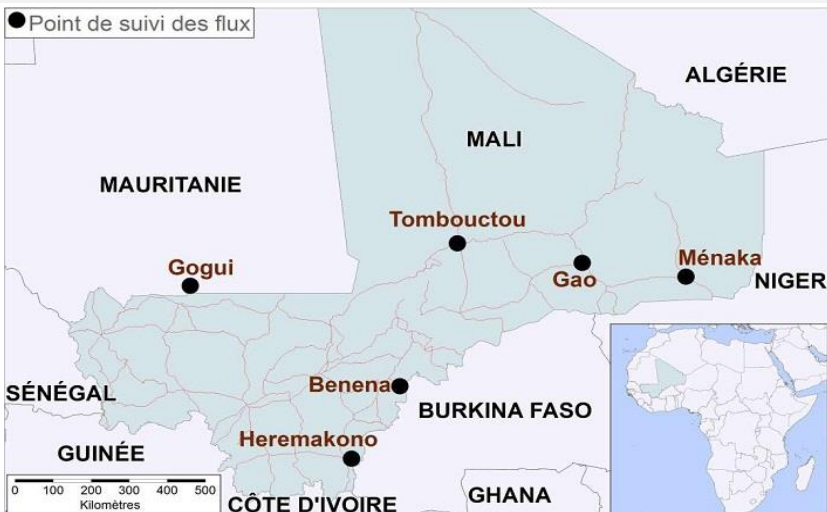 Point de suivi des flux
ALGÉRIE
MALI
MAURITANIE
Tombouctou
Gogui
Gao
Ménaka
NIGER
Benena
SÉNÉGAL
BURKINA FASO
Heremakono
GUINÉE
0 100 200 300 400 500
Kilomètres
CÔTE D'IVOIRE
GHANA